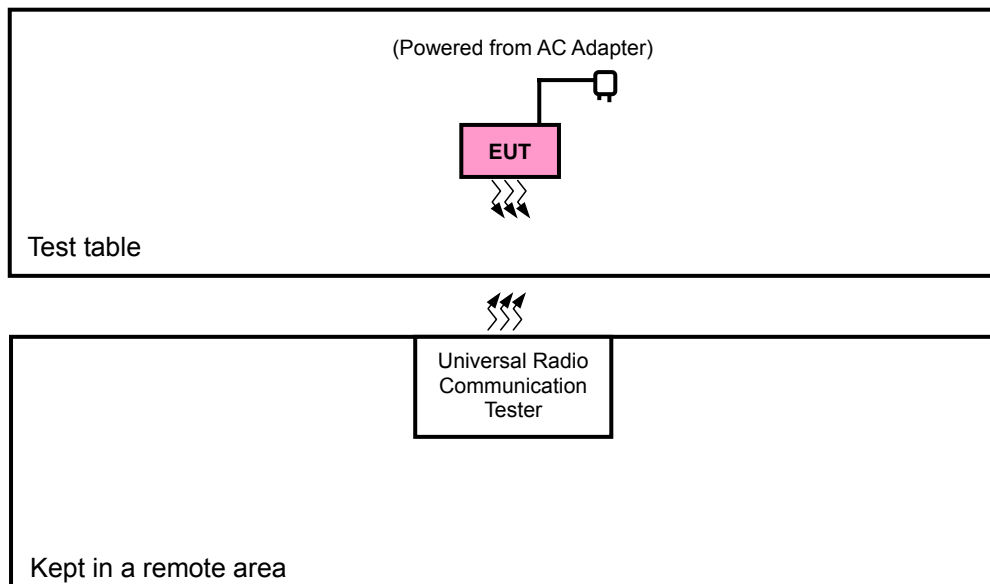 (Powered from AC Adapter)
EUT
Test table
Universal Radio
Communication
Tester
Kept in a remote area